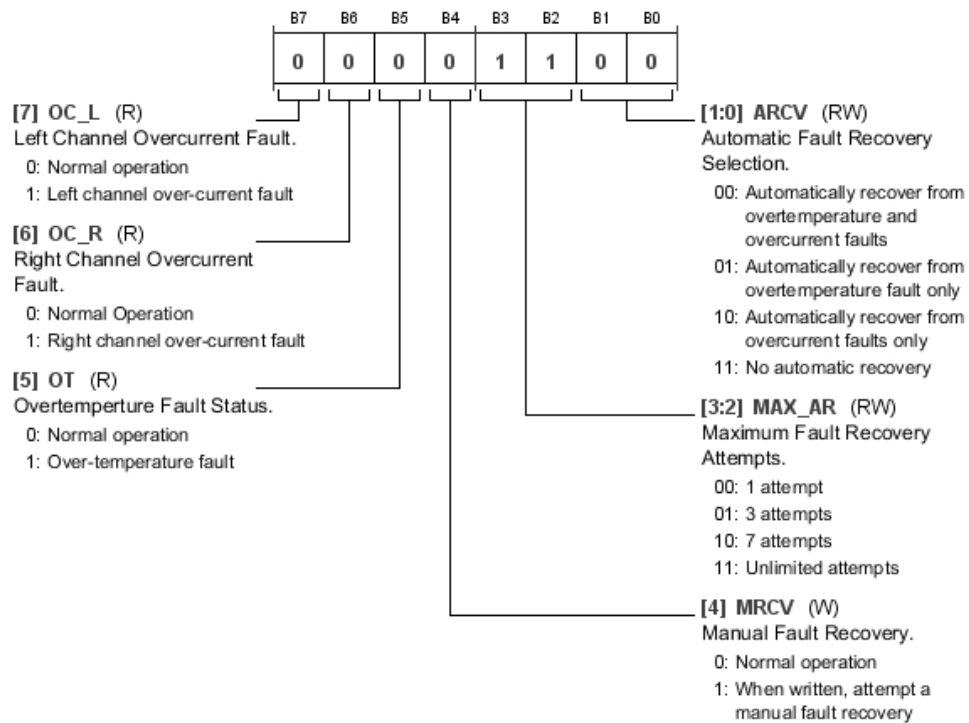 B7 B6 B5 B4 B3 B2 B1 B0
0 0 0 0 1 1 0 0
[7] OC_L (R)
Left Channel Overcurrent Fault.
0: Normal operation
1: Left channel over-current fault
[6] OC_R (R)
Right Channel Overcurrent
Fault.
0: Normal Operation
1: Right channel over-current fault
[5] OT (R)
Overtemperture Fault Status.
0: Normal operation
1: Over-temperature fault
[1:0] ARCV (RW)
Automatic Fault Recovery
Selection.
00: Automatically recover from
overtemperature and
overcurrent faults
01: Automatically recover from
overtemperature fault only
10: Automatically recover from
overcurrent faults only
11: No automatic recovery
[3:2] MAX_AR (RW)
Maximum Fault Recovery
Attempts.
00: 1 attempt
01: 3 attempts
10: 7 attempts
11: Unlimited attempts
[4] MRCV (W)
Manual Fault Recovery.
0: Normal operation
1: When written, attempt a
manual fault recovery